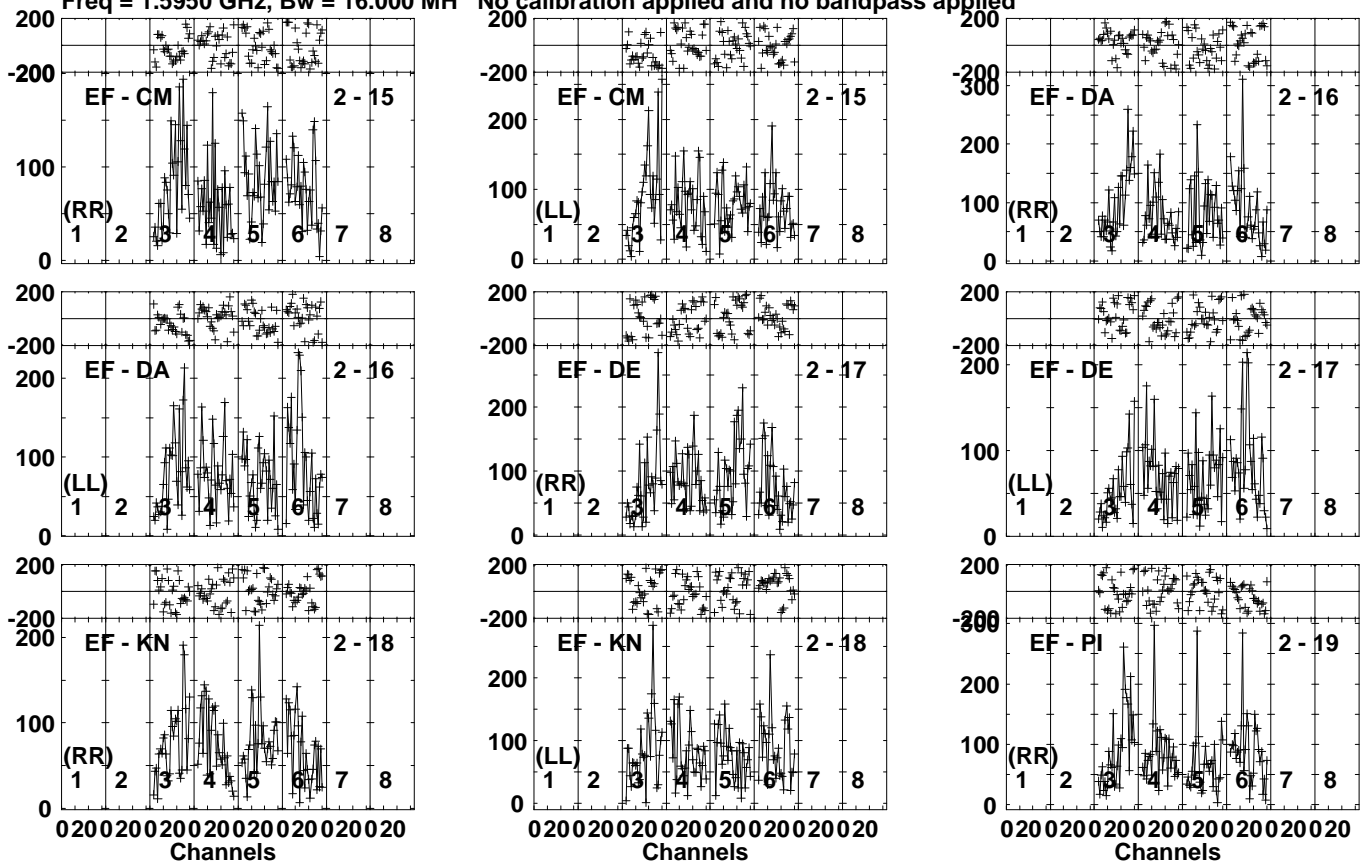 Freq = 1.5950 GHz, Bw = 16.000 MH No calibration applied and no bandpass applied
200 200 200
-200 -200 -200
EF - CM 2 - 15 EF - CM 2 - 15 300 EF - DA 2 - 16
200 200
100 100 100
(RR) (LL) (RR)
1 2 3 4 5 6 7 8 1 2 3 4 5 6 7 8 1 2 3 4 5 6 7 8
0 0 0
200 200 200
-200 -200 -200
EF - DA 2 - 16 EF - DE 2 - 17 EF - DE 2 - 17
200 200 200
100 100 100
(LL) (RR) (LL)
1 2 3 4 5 6 7 8 1 2 3 4 5 6 7 8 1 2 3 4 5 6 7 8
0 0 0
200 200 200
-200 -200 -200
300
200 EF - KN 2 - 18 EF - KN 2 - 18 EF - PI 2 - 19
200 200
100 100 100
(RR) (LL) (RR)
1 2 3 4 5 6 7 8 1 2 3 4 5 6 7 8 1 2 3 4 5 6 7 8
0 0 0
0 20 0 20 0 20 0 20 0 20 0 20 0 20 0 20 0 20 0 20 0 20 0 20 0 20 0 20 0 20 0 20 0 20 0 20 0 20 0 20 0 20 0 20 0 20 0 20
Channels Channels Channels